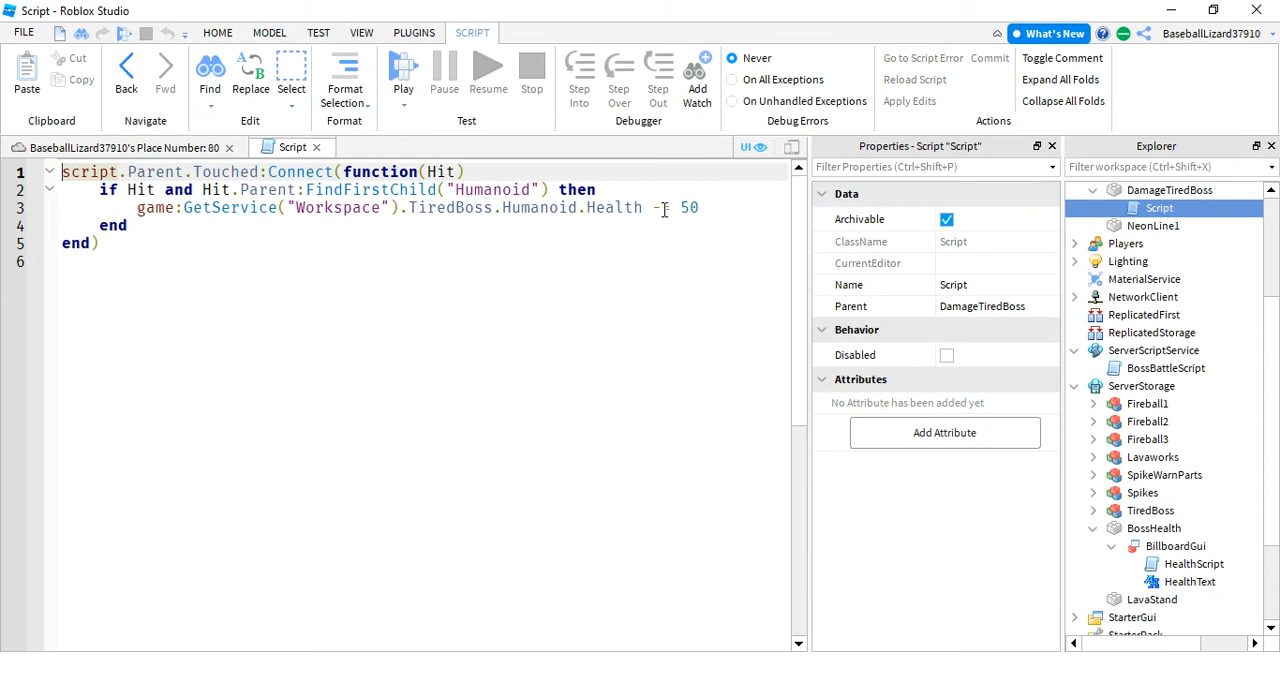 Script - Roblox Studio
FILE HOME MODEL TEST VIEW PLUGINS SCRIPT What's New BaseballLizard37910
Paste Cut Copy Back Fwd Find Replace Select Format Selection Play Pause Resume Stop Step Into Step Over Step Out Add Watch
Never
On All Exceptions
On Unhandled Exceptions
Go to Script Error Commit
Reload Script
Apply Edits
Toggle Comment
Expand All Folds
Collapse All Folds
Clipboard Navigate Edit Format Test Debugger Debug Errors Actions
BaseballLizard37910's Place Number: 80 Script UI
1 script.Parent.Touched:Connect(function(Hit)
2 if Hit and Hit.Parent:FindFirstChild("Humanoid") then
3 game:GetService("Workspace").TiredBoss.Humanoid.Health -= 50
4 end
5 end)
6
Properties - Script "Script"
Filter Properties (Ctrl+Shift+P)
Data
Archivable
ClassName Script
CurrentEditor
Name Script
Parent DamageTiredBoss
Behavior
Disabled
Attributes
No Attribute has been added yet
Add Attribute
Explorer
Filter workspace (Ctrl+Shift+X)
DamageTiredBoss
Script
NeonLine1
Players
Lighting
MaterialService
NetworkClient
ReplicatedFirst
ReplicatedStorage
ServerScriptService
BossBattleScript
ServerStorage
Fireball1
Fireball2
Fireball3
Lavaworks
SpikeWarnParts
Spikes
TiredBoss
BossHealth
BillboardGui
HealthScript
HealthText
LavaStand
StarterGui
StarterPack